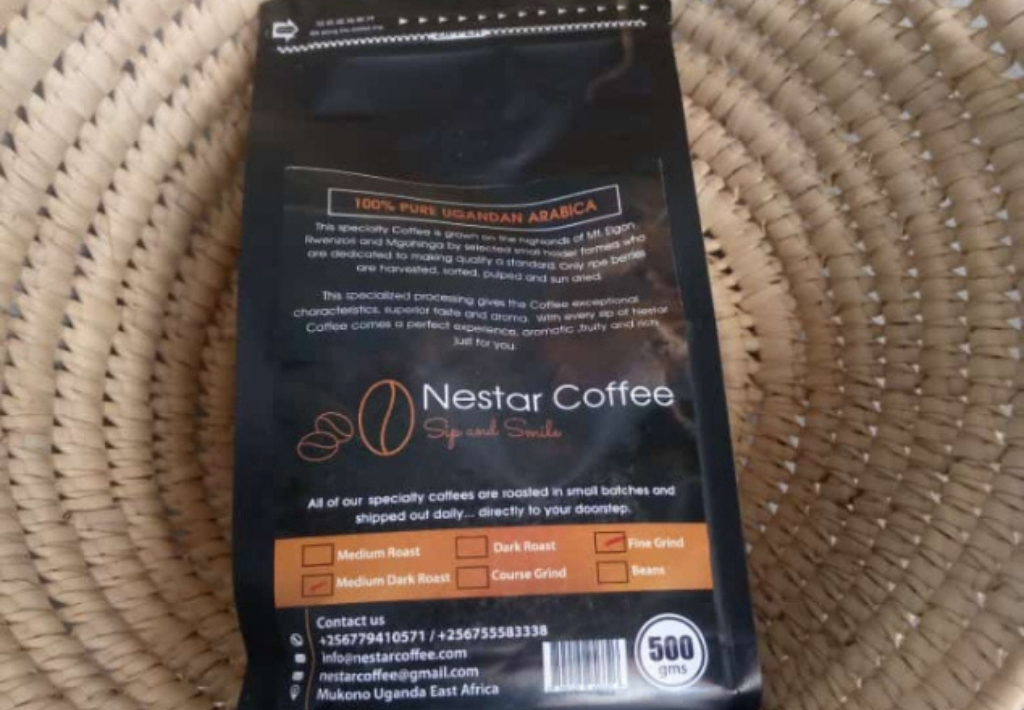 100% PURE UGANDAN ARABICA
This specialty Coffee is grown on the highlands of Mt. Elgon,
Rwenzori and Mgahinga by selected small holder formers who
are dedicated to making quality a standard. Only ripe berries
are harvested, sorted, pulped and sun dried.
This specialized processing gives the Coffee exceptional
characteristics, superior taste and aroma. With every sip of Nestar
Coffee comes a perfect experience, aromatic ,fruity and rich
just for you.
Nestar Coffee
Sip and Smile
All of our specialty coffees are roasted in small batches and
shipped out daily... directly to your doorstep.
Medium Roast Dark Roast Fine Grind
Medium Dark Roast Course Grind Beans
Contact us
+256779410571 / +256755583338
info@nestarcoffee.com
nestarcoffee@gmail.com
Mukono Uganda East Africa
500
gms